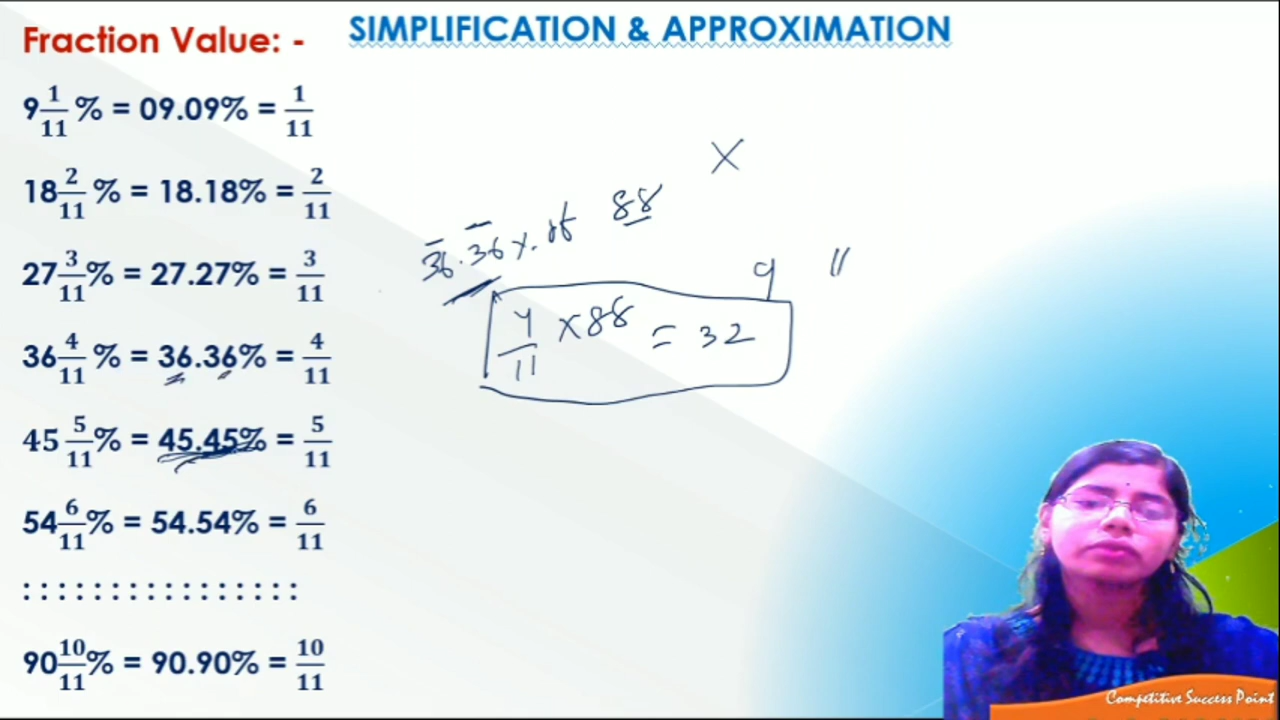 SIMPLIFICATION & APPROXIMATION
Fraction Value: -
9 1/11 % = 09.09% = 1/11
18 2/11 % = 18.18% = 2/11
27 3/11 % = 27.27% = 3/11
36 4/11 % = 36.36% = 4/11
45 5/11 % = 45.45% = 5/11
54 6/11 % = 54.54% = 6/11
: : : : : : : : : : : : : : : :
90 10/11 % = 90.90% = 10/11
X
36.36 %. of 88
9 11
4/11 × 88 = 32
Competitive Success Point